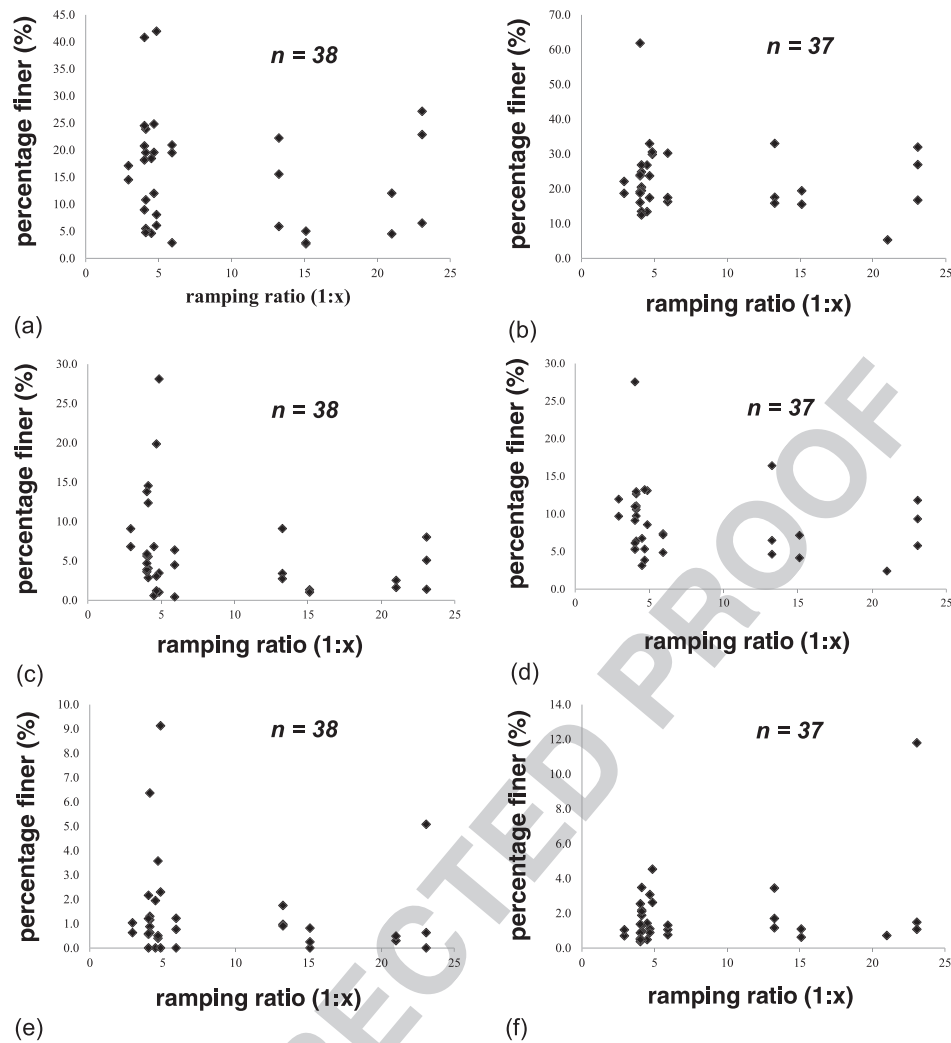 45.0
40.0
35.0
30.0
25.0
20.0
15.0
10.0
5.0
0.0
percentage finer (%)
n = 38
0 5 10 15 20 25
ramping ratio (1:x)
(a)
70.0
60.0
50.0
40.0
30.0
20.0
10.0
0.0
percentage finer (%)
n = 37
0 5 10 15 20 25
ramping ratio (1:x)
(b)
30.0
25.0
20.0
15.0
10.0
5.0
0.0
percentage finer (%)
n = 38
0 5 10 15 20 25
ramping ratio (1:x)
(c)
30.0
25.0
20.0
15.0
10.0
5.0
0.0
percentage finer (%)
n = 37
0 5 10 15 20 25
ramping ratio (1:x)
(d)
10.0
9.0
8.0
7.0
6.0
5.0
4.0
3.0
2.0
1.0
0.0
percentage finer (%)
n = 38
0 5 10 15 20 25
ramping ratio (1:x)
(e)
14.0
12.0
10.0
8.0
6.0
4.0
2.0
0.0
percentage finer (%)
n = 37
0 5 10 15 20 25
ramping ratio (1:x)
(f)
RECTED PROOF